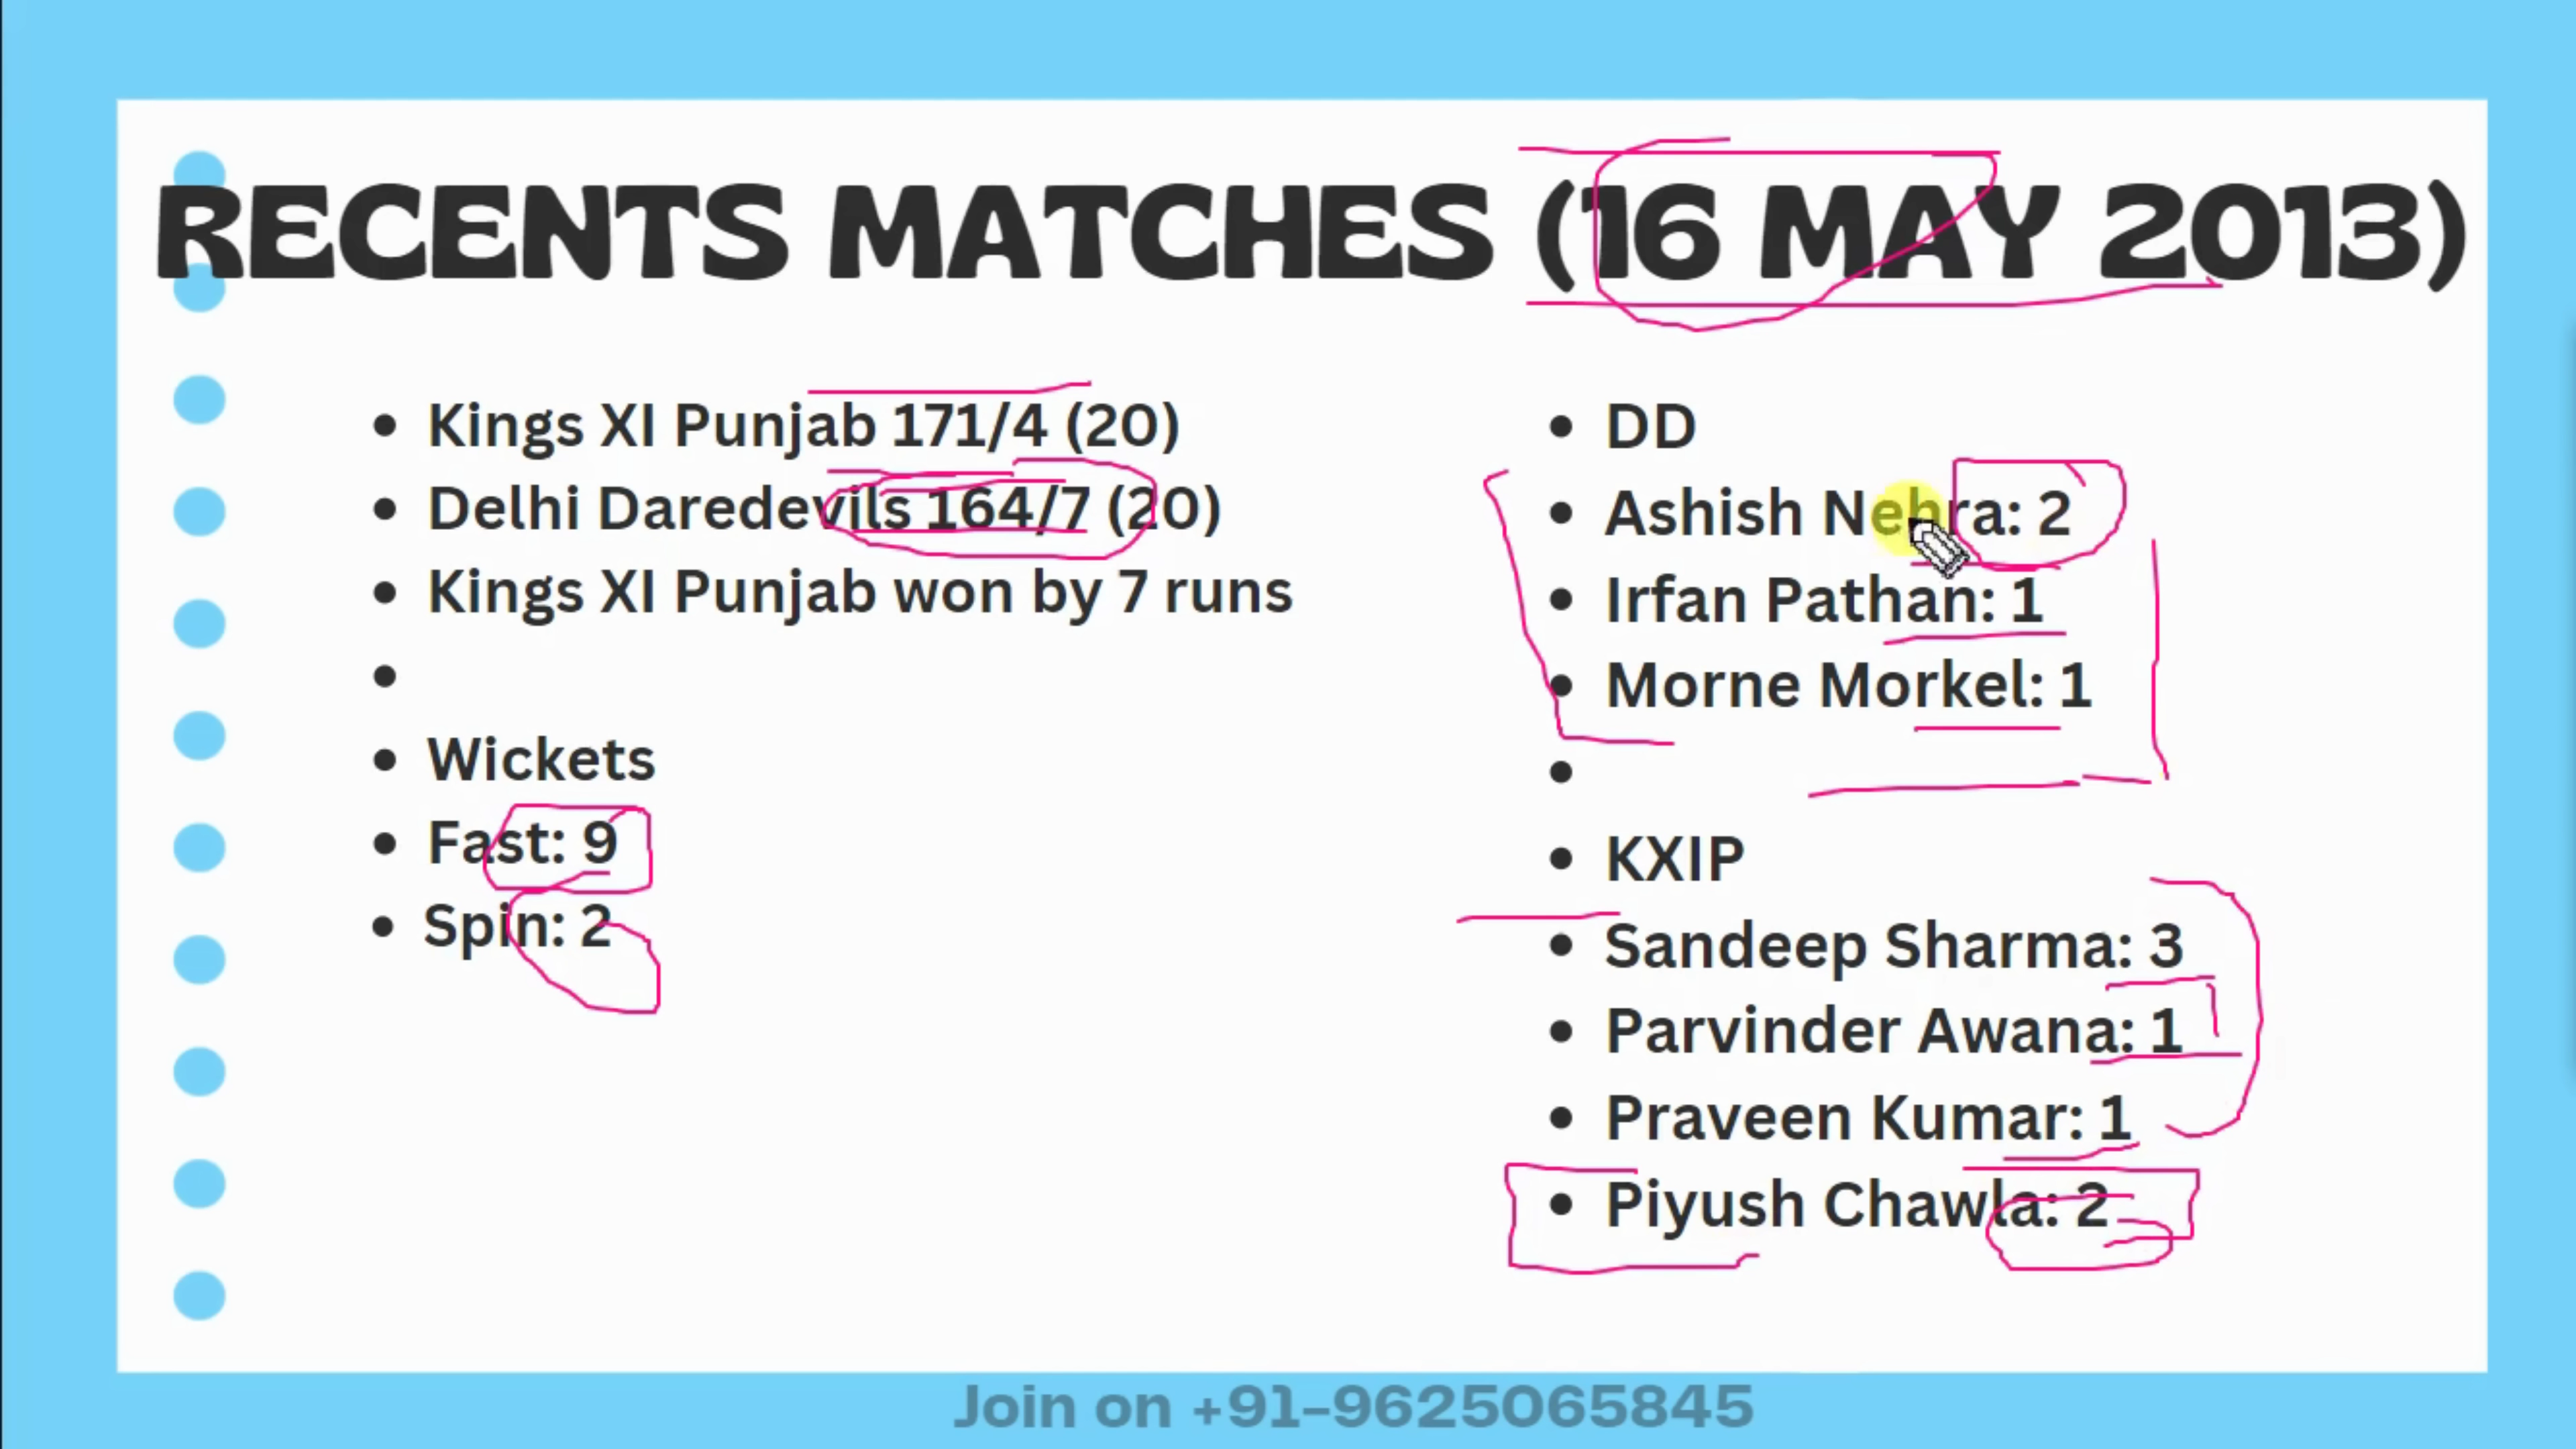 RECENTS MATCHES (16 MAY 2013)
Kings XI Punjab 171/4 (20)
Delhi Daredevils 164/7 (20)
Kings XI Punjab won by 7 runs
Wickets
Fast: 9
Spin: 2
DD
Ashish Nehra: 2
Irfan Pathan: 1
Morne Morkel: 1
KXIP
Sandeep Sharma: 3
Parvinder Awana: 1
Praveen Kumar: 1
Piyush Chawla: 2
Join on +91-9625065845